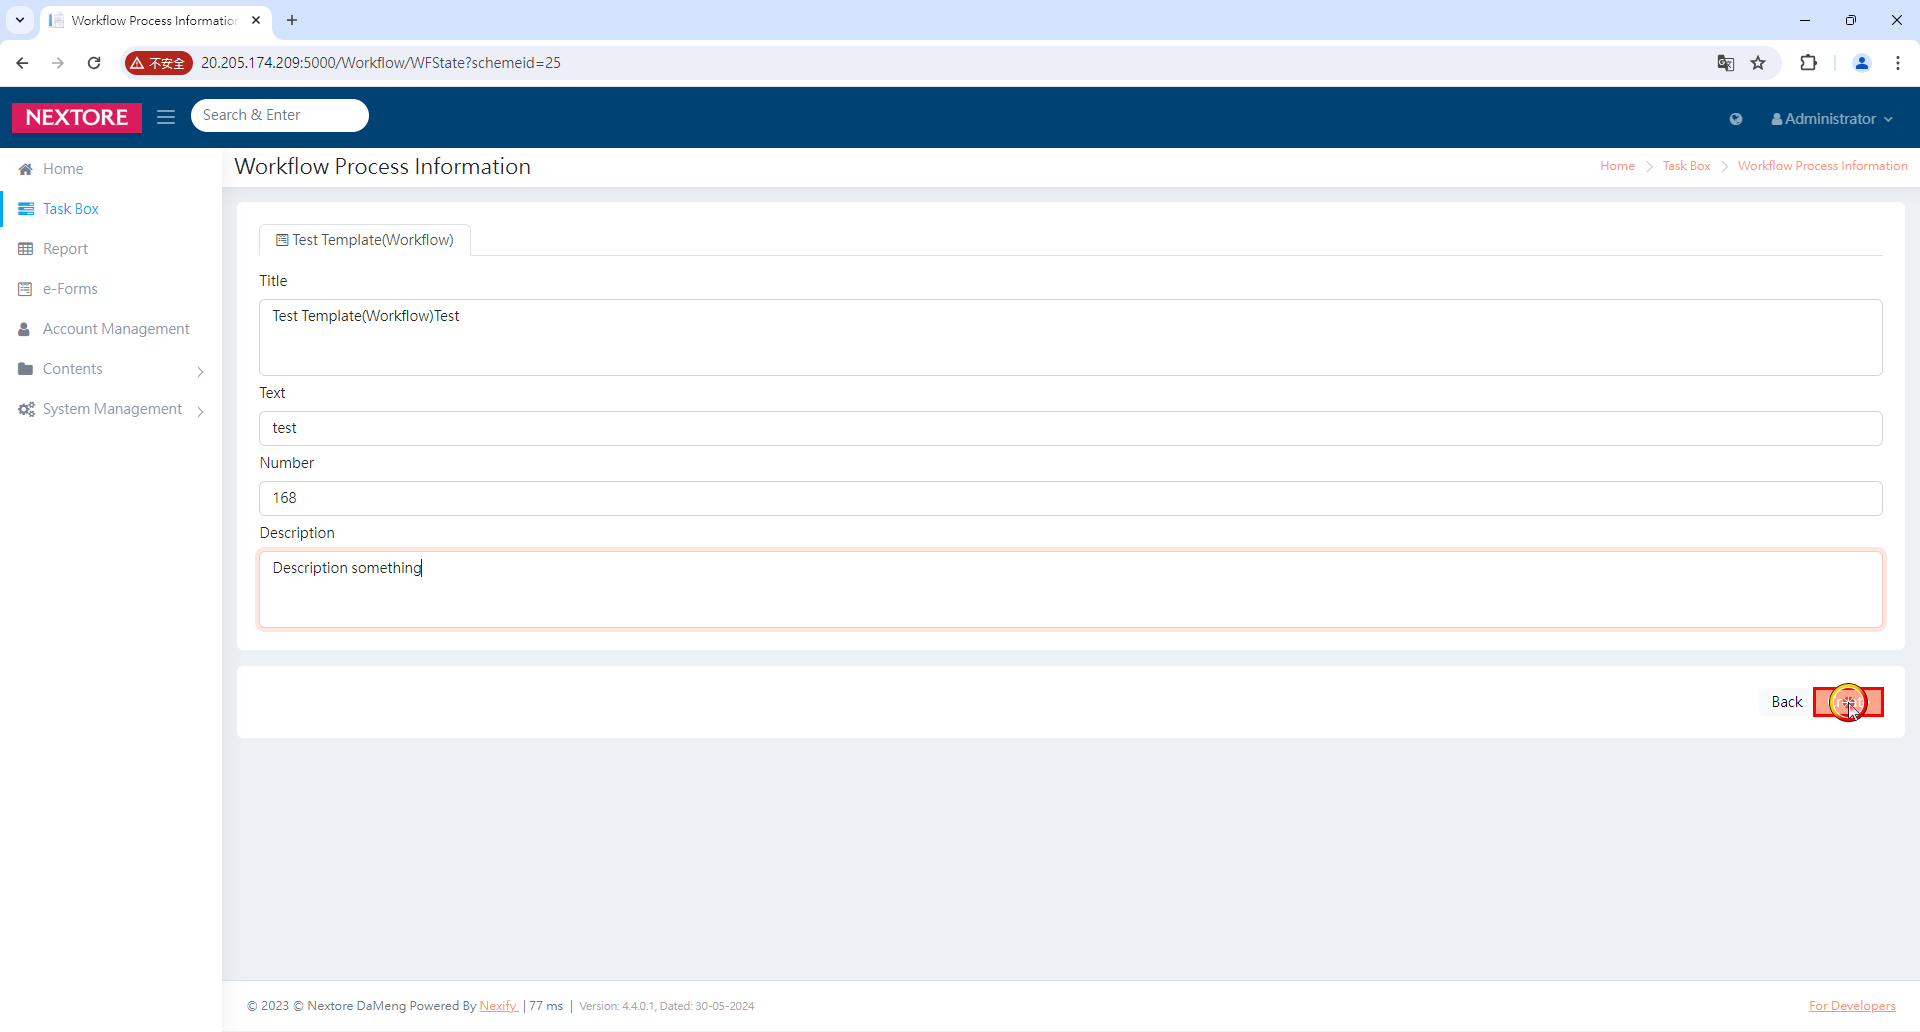 Workflow Process Information
不安全
20.205.174.209:5000/Workflow/WFState?schemeid=25
NEXTORE
Search & Enter
Administrator
Home
Task Box
Report
e-Forms
Account Management
Contents
System Management
Workflow Process Information
Home
Task Box
Workflow Process Information
Test Template(Workflow)
Title
Test Template(Workflow)Test
Text
test
Number
168
Description
Description something
Back
© 2023 © Nextore DaMeng Powered By Nexify | 77 ms | Version: 4.4.0.1, Dated: 30-05-2024
For Developers